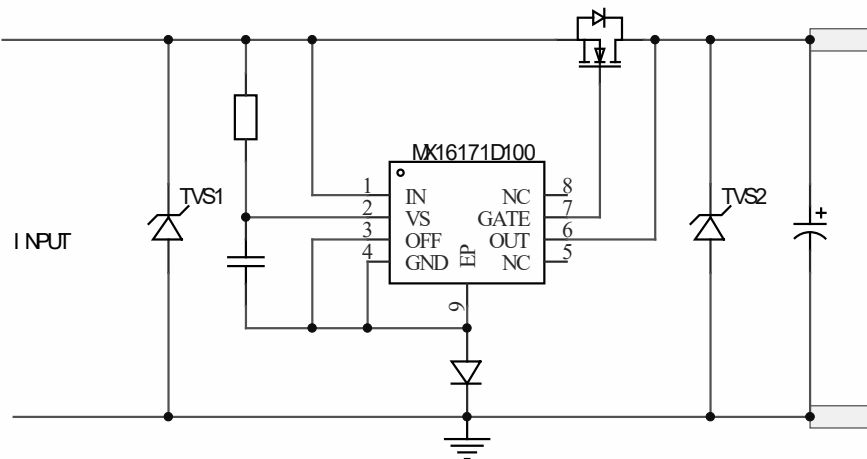 MX16171D100
TVS1
TVS2
INPUT
1 IN NC 8
2 VS GATE 7
3 OFF OUT 6
4 GND EP NC 5
9
+